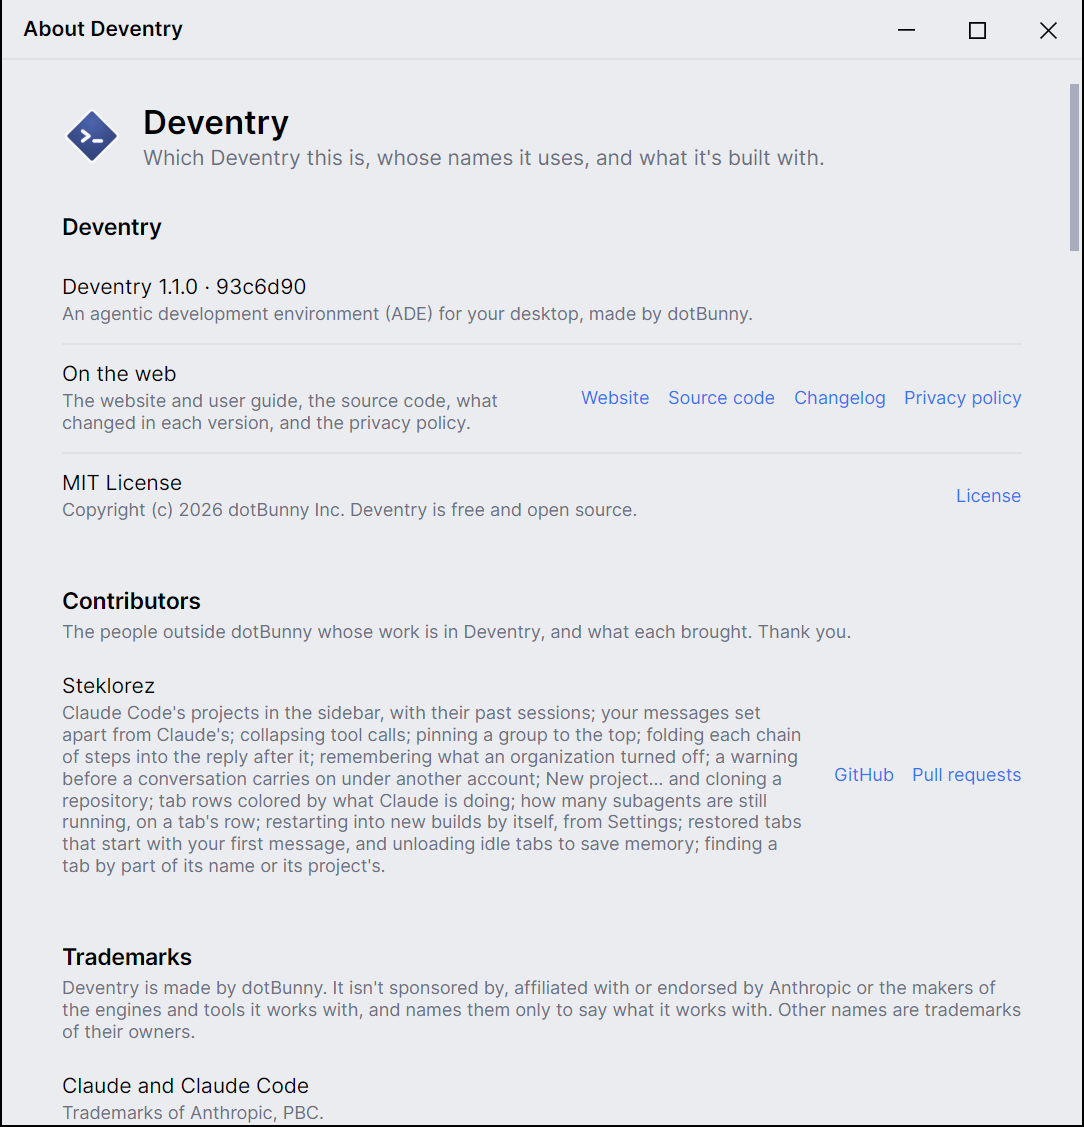 About Deventry
Deventry
Which Deventry this is, whose names it uses, and what it's built with.
Deventry
Deventry 1.1.0 · 93c6d90
An agentic development environment (ADE) for your desktop, made by dotBunny.
On the web
The website and user guide, the source code, what
changed in each version, and the privacy policy.
Website Source code Changelog Privacy policy
MIT License
Copyright (c) 2026 dotBunny Inc. Deventry is free and open source.
License
Contributors
The people outside dotBunny whose work is in Deventry, and what each brought. Thank you.
Steklorez
Claude Code's projects in the sidebar, with their past sessions; your messages set
apart from Claude's; collapsing tool calls; pinning a group to the top; folding each chain
of steps into the reply after it; remembering what an organization turned off; a warning
before a conversation carries on under another account; New project... and cloning a
repository; tab rows colored by what Claude is doing; how many subagents are still
running, on a tab's row; restarting into new builds by itself, from Settings; restored tabs
that start with your first message, and unloading idle tabs to save memory; finding a
tab by part of its name or its project's.
GitHub Pull requests
Trademarks
Deventry is made by dotBunny. It isn't sponsored by, affiliated with or endorsed by Anthropic or the makers of
the engines and tools it works with, and names them only to say what it works with. Other names are trademarks
of their owners.
Claude and Claude Code
Trademarks of Anthropic, PBC.